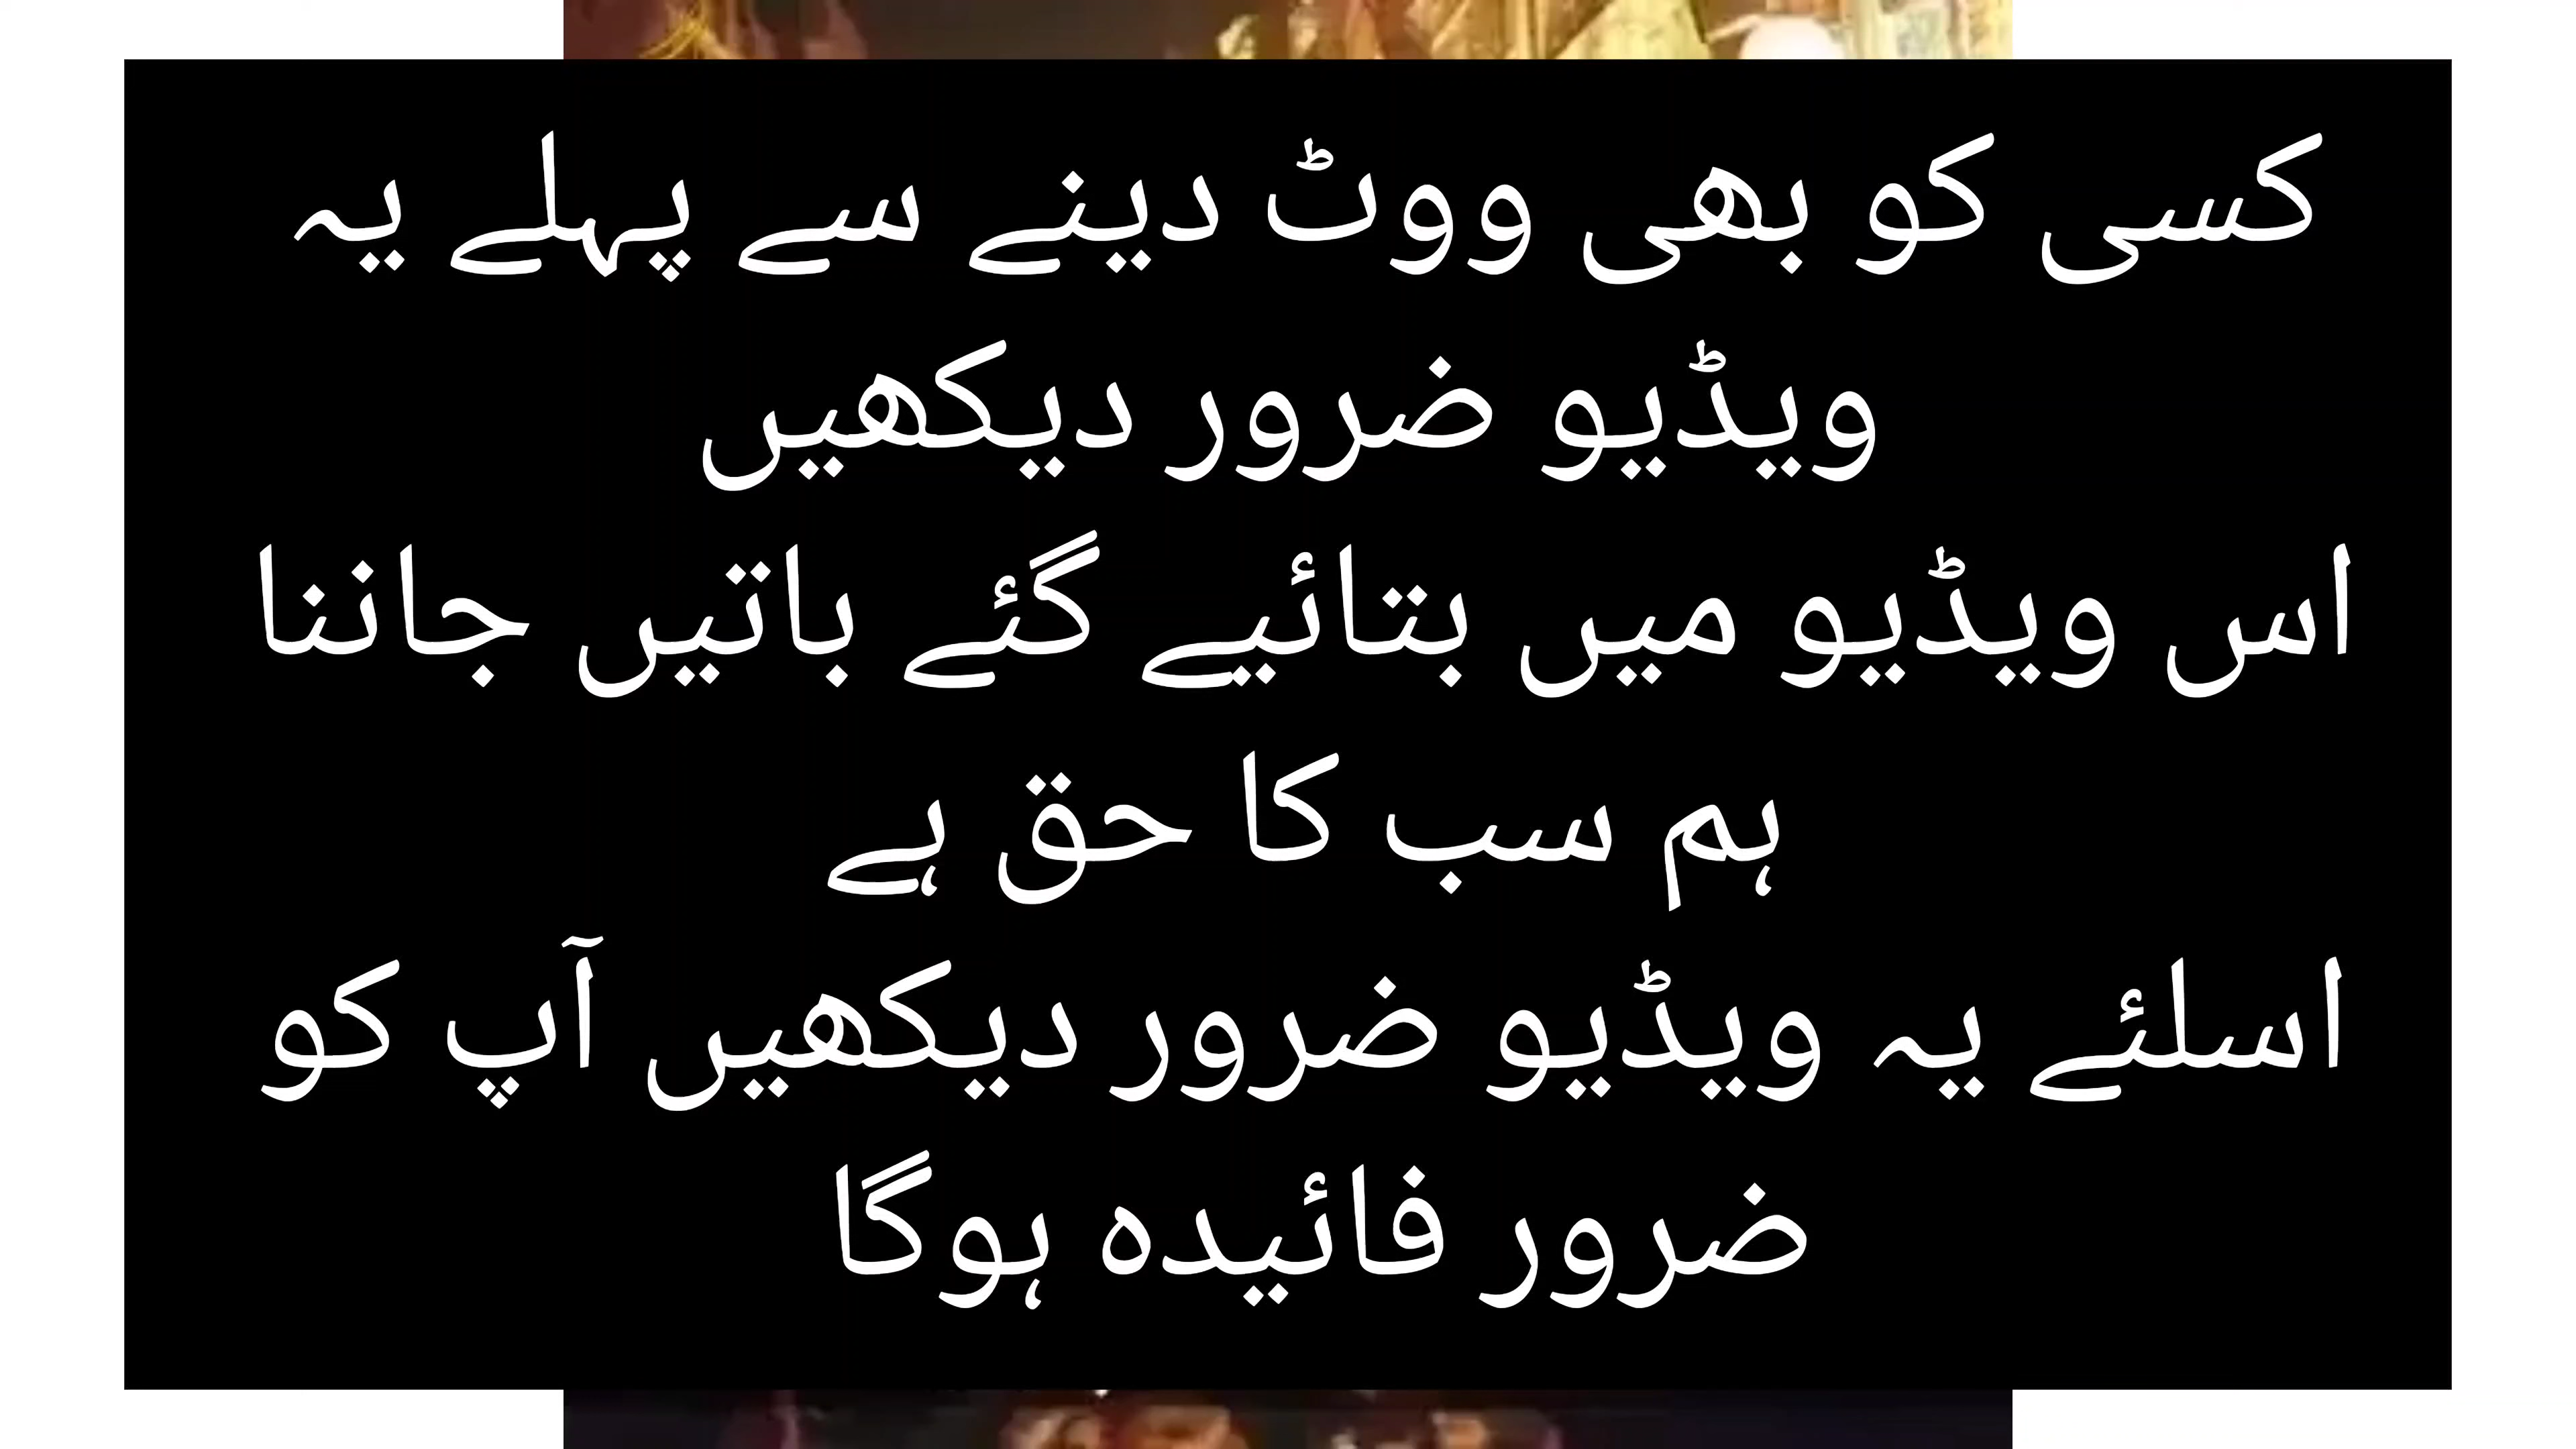 کسی کو بھی ووٹ دینے سے پہلے یہ
ویڈیو ضرور دیکھیں
اس ویڈیو میں بتائیے گئے باتیں جاننا
ہم سب کا حق ہے
اسلئے یہ ویڈیو ضرور دیکھیں آپ کو
ضرور فائیدہ ہوگا